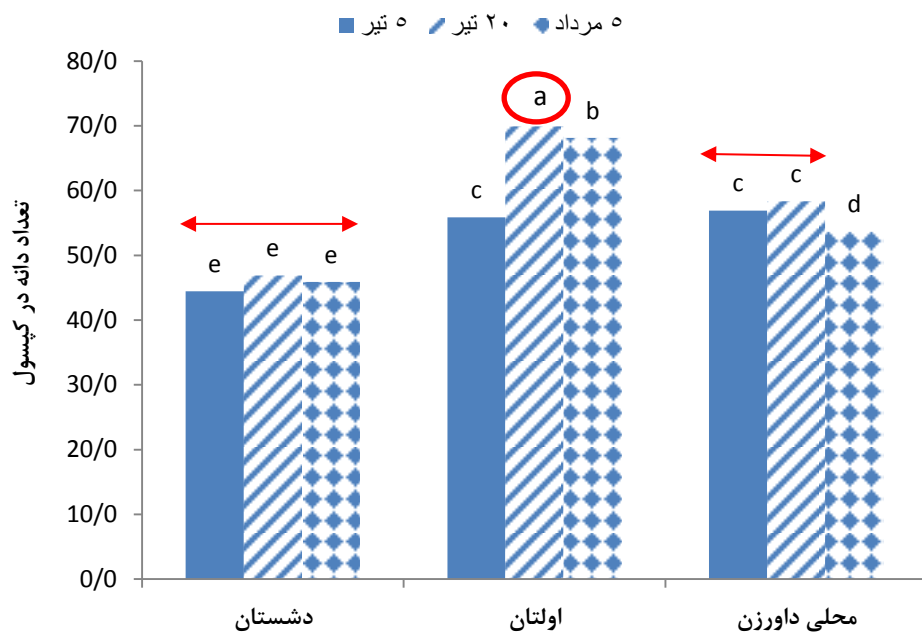 ۵ تیر ۲۰ تیر ۵ مرداد
تعداد دانه در کپسول
80/0
70/0
60/0
50/0
40/0
30/0
20/0
10/0
0/0
e e e
c a b
c c d
دشستان اولتان محلی داورزن